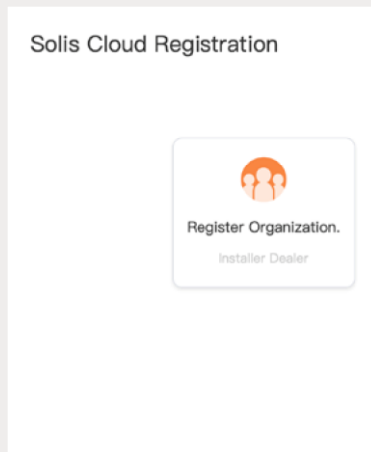 Solis Cloud Registration
Register Organization.
Installer Dealer